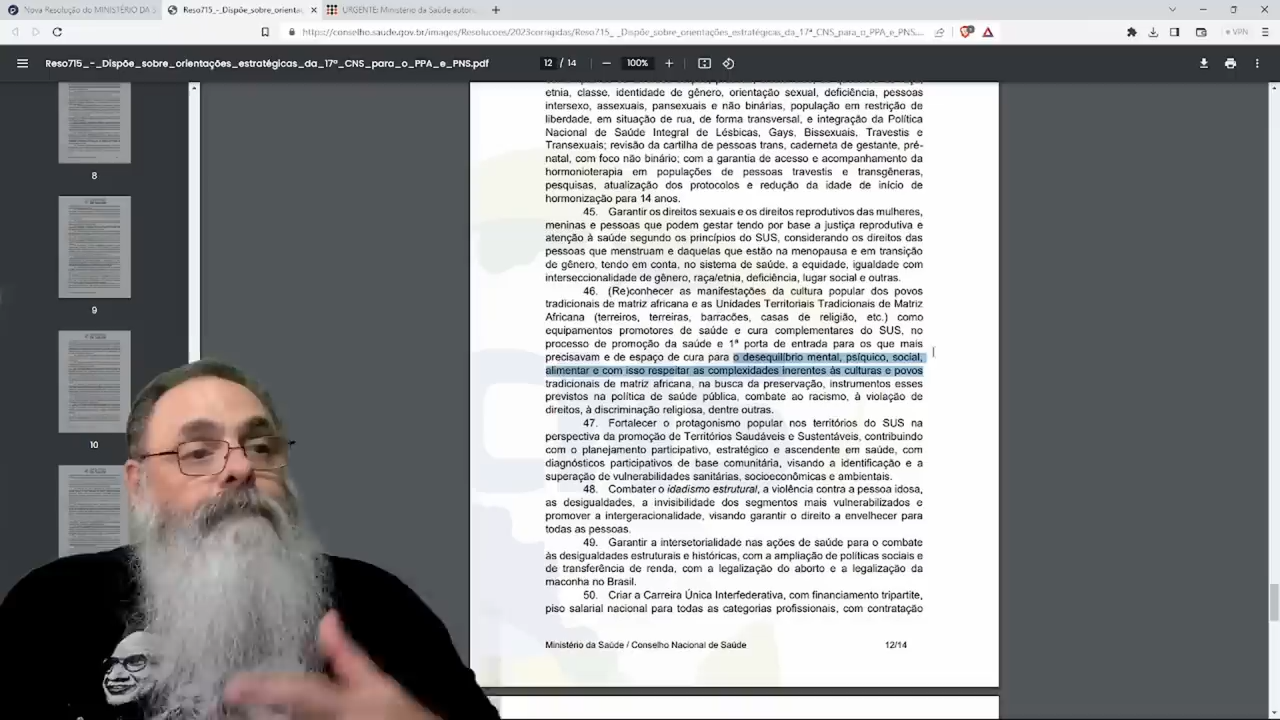 Nova Resolução do MINISTÉRIO DA S
Reso715_-_Dispõe_sobre_orientaç
URGENTE: Ministério da Saúde autori
https://conselho.saude.gov.br/images/Resolucoes/2023corrigidas/Reso715_-_Dispõe_sobre_orientações_estratégicas_da_17ª_CNS_para_o_PPA_e_PNS....
VPN
Reso715_-_Dispõe_sobre_orientações_estratégicas_da_17ª_CNS_para_o_PPA_e_PNS.pdf
12 / 14
100%
8
9
10
etnia, classe, identidade de gênero, orientação sexual, deficiência, pessoas
intersexo, assexuais, pansexuais e não binárias, população em restrição de
liberdade, em situação de rua, de forma transversal, e integração da Política
Nacional de Saúde Integral de Lésbicas, Gays, Bissexuais, Travestis e
Transexuais; revisão da cartilha de pessoas trans, caderneta de gestante, pré-
natal, com foco não binário; com a garantia de acesso e acompanhamento da
hormonioterapia em populações de pessoas travestis e transgêneras,
pesquisas, atualização dos protocolos e redução da idade de início de
hormonização para 14 anos.
45. Garantir os direitos sexuais e os direitos reprodutivos das mulheres,
meninas e pessoas que podem gestar tendo por base a justiça reprodutiva e
atenção à saúde segundo os princípios do SUS, considerando os direitos das
pessoas que menstruam e daquelas que estão na menopausa e em transição
de gênero, tendo em conta, no sistema de saúde, a equidade, igualdade com
interseccionalidade de gênero, raça/etnia, deficiência, lugar social e outras.
46. (Re)conhecer as manifestações da cultura popular dos povos
tradicionais de matriz africana e as Unidades Territoriais Tradicionais de Matriz
Africana (terreiros, terreiras, barracões, casas de religião, etc.) como
equipamentos promotores de saúde e cura complementares do SUS, no
processo de promoção da saúde e 1ª porta de entrada para os que mais
precisavam e de espaço de cura para o desequilíbrio mental, psíquico, social,
alimentar e com isso respeitar as complexidades inerentes às culturas e povos
tradicionais de matriz africana, na busca da preservação, instrumentos esses
previstos na política de saúde pública, combate ao racismo, à violação de
direitos, à discriminação religiosa, dentre outras.
47. Fortalecer o protagonismo popular nos territórios do SUS na
perspectiva da promoção de Territórios Saudáveis e Sustentáveis, contribuindo
com o planejamento participativo, estratégico e ascendente em saúde, com
diagnósticos participativos de base comunitária, visando a identificação e a
superação de vulnerabilidades sanitárias, socioeconômicas e ambientais.
48. Combater o idadismo estrutural, a violência contra a pessoa idosa,
as desigualdades, a invisibilidade dos segmentos mais vulnerabilizados e
promover a intergeracionalidade, visando garantir o direito a envelhecer para
todas as pessoas.
49. Garantir a intersetorialidade nas ações de saúde para o combate
às desigualdades estruturais e históricas, com a ampliação de políticas sociais e
de transferência de renda, com a legalização do aborto e a legalização da
maconha no Brasil.
50. Criar a Carreira Única Interfederativa, com financiamento tripartite,
piso salarial nacional para todas as categorias profissionais, com contratação
Ministério da Saúde / Conselho Nacional de Saúde 12/14